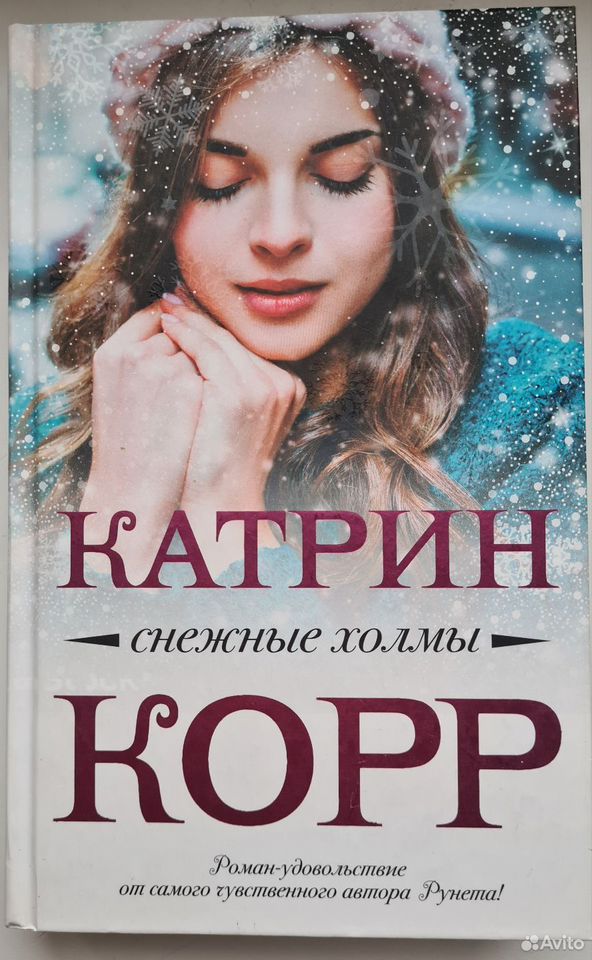 КАТРИН
снежные холмы
КОРР
Роман-удовольствие
от самого чувственного автора Рунета!
Avito